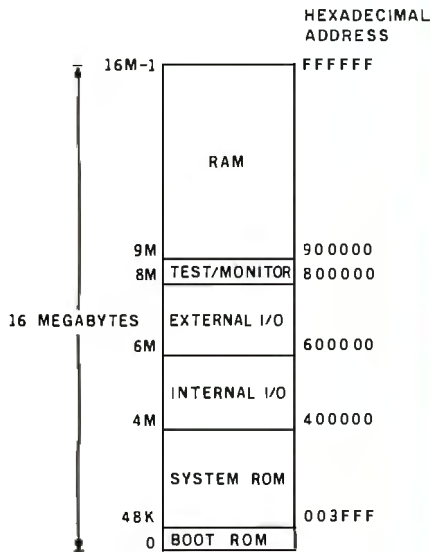 HEXADECIMAL
ADDRESS
16M-1 FFFFFF
RAM
9M 900000
8M TEST/MONITOR 800000
16 MEGABYTES EXTERNAL I/O
6M 600000
INTERNAL I/O
4M 400000
SYSTEM ROM
48K 003FFF
0 BOOT ROM